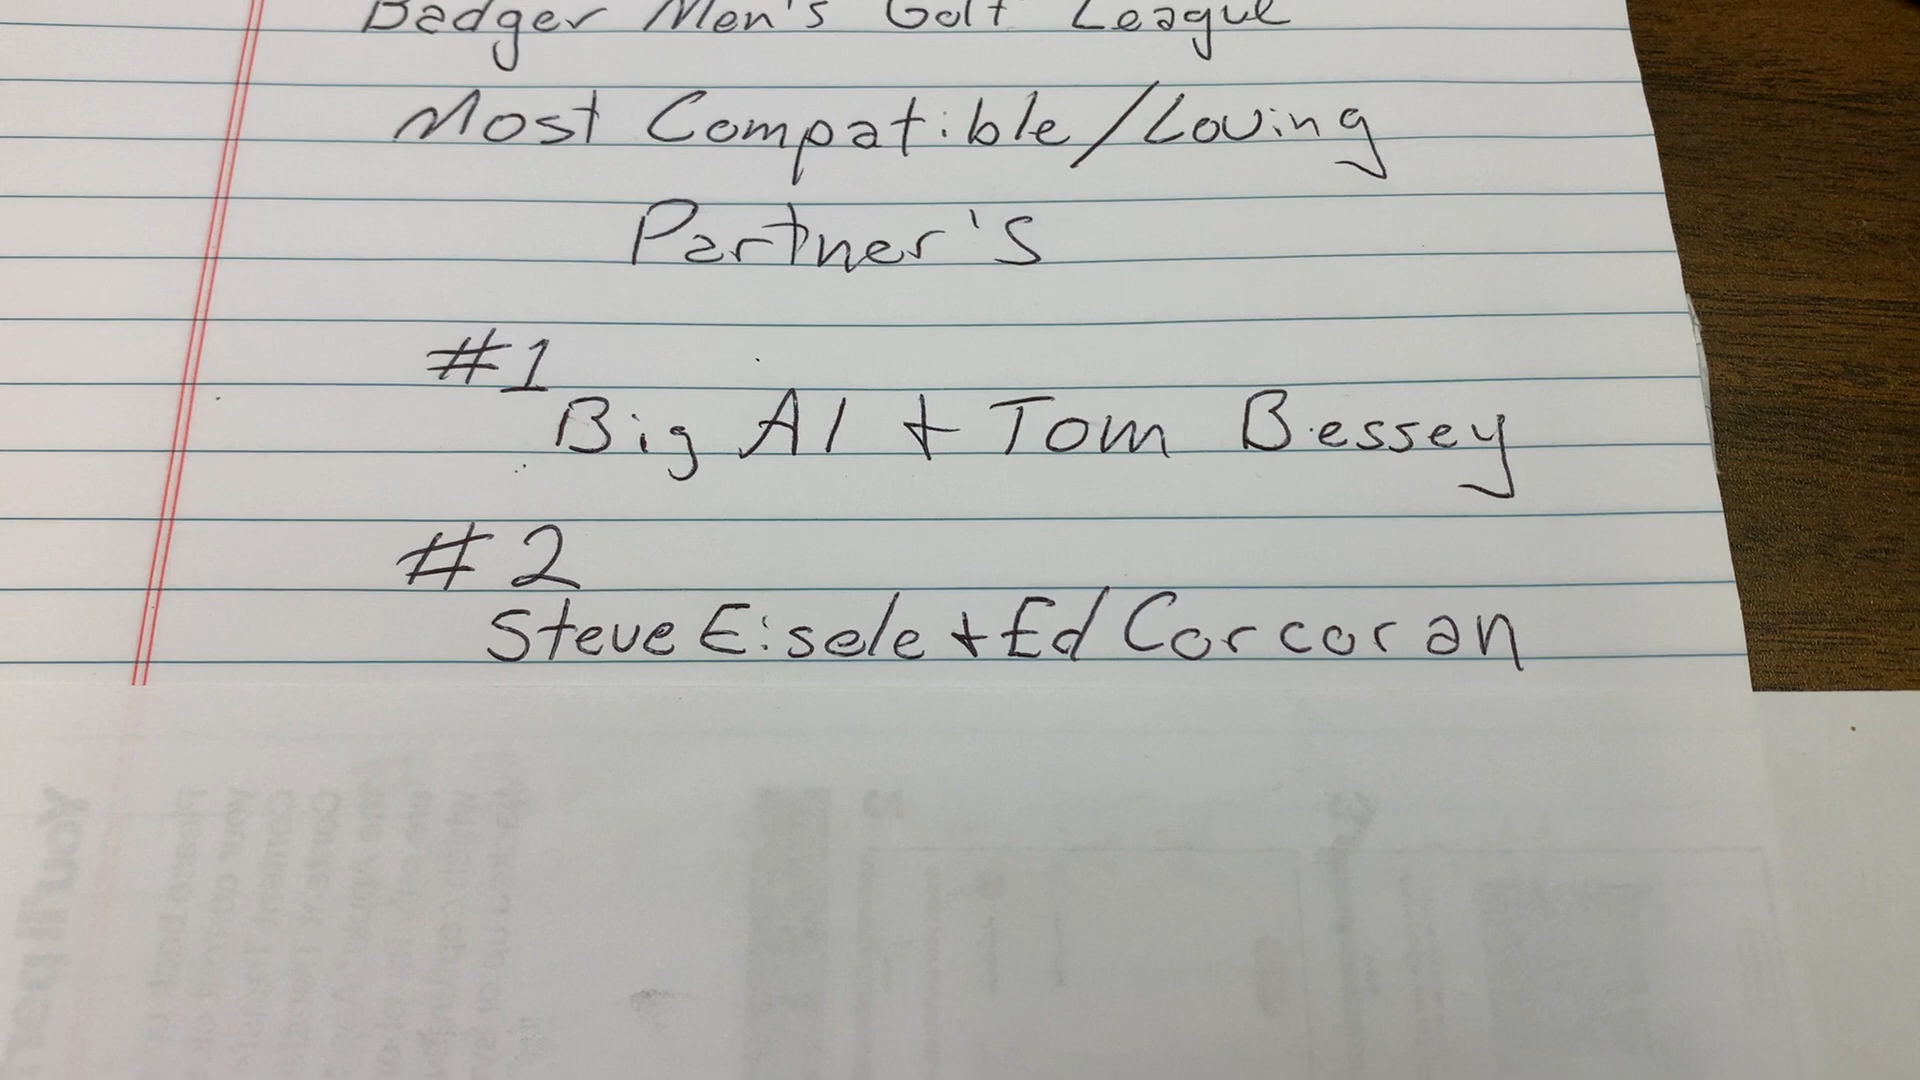 Badger Men's Golf League
Most Compatible/Loving
Partner's
#1
Big Al + Tom Bessey
#2
Steve Eisele + Ed Corcoran